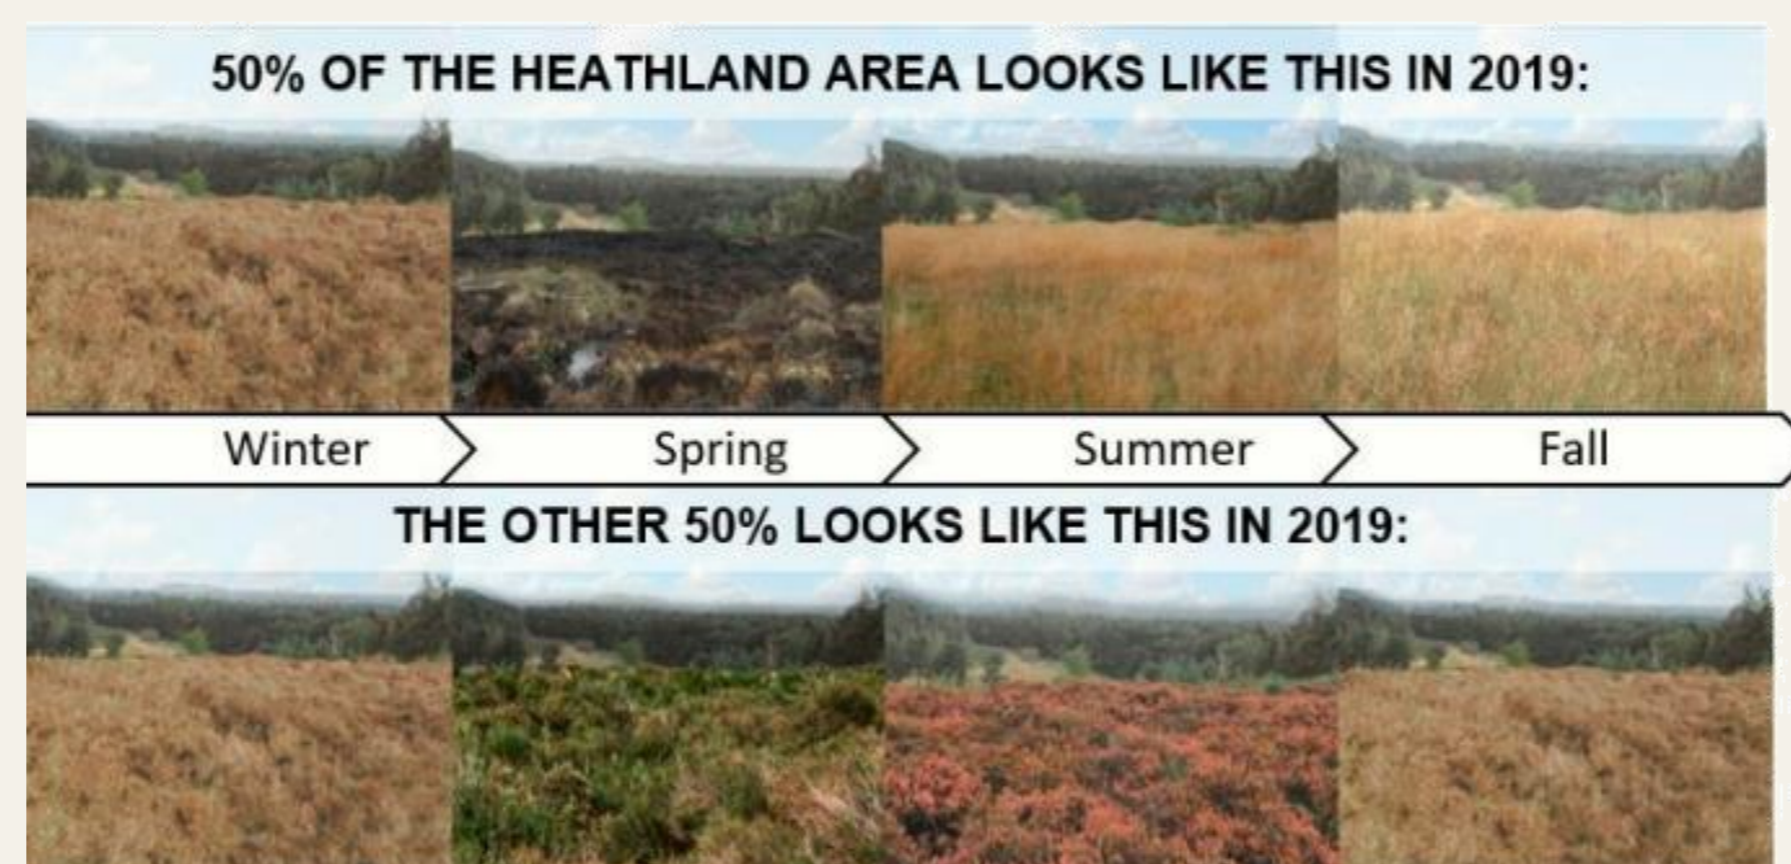 50% OF THE HEATHLAND AREA LOOKS LIKE THIS IN 2019:
Winter Spring Summer Fall
THE OTHER 50% LOOKS LIKE THIS IN 2019: